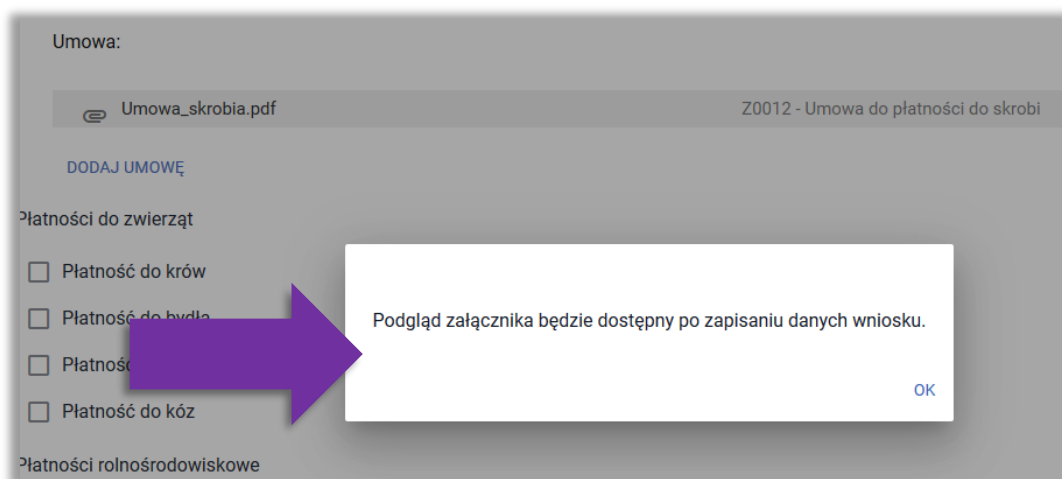 Umowa:
Umowa_skrobia.pdf Z0012 - Umowa do płatności do skrobi
DODAJ UMOWĘ
Płatności do zwierząt
Płatność do krów
Płatność do bydła
Podgląd załącznika będzie dostępny po zapisaniu danych wniosku.
Płatność
OK
Płatność do kóz
Płatności rolnośrodowiskowe